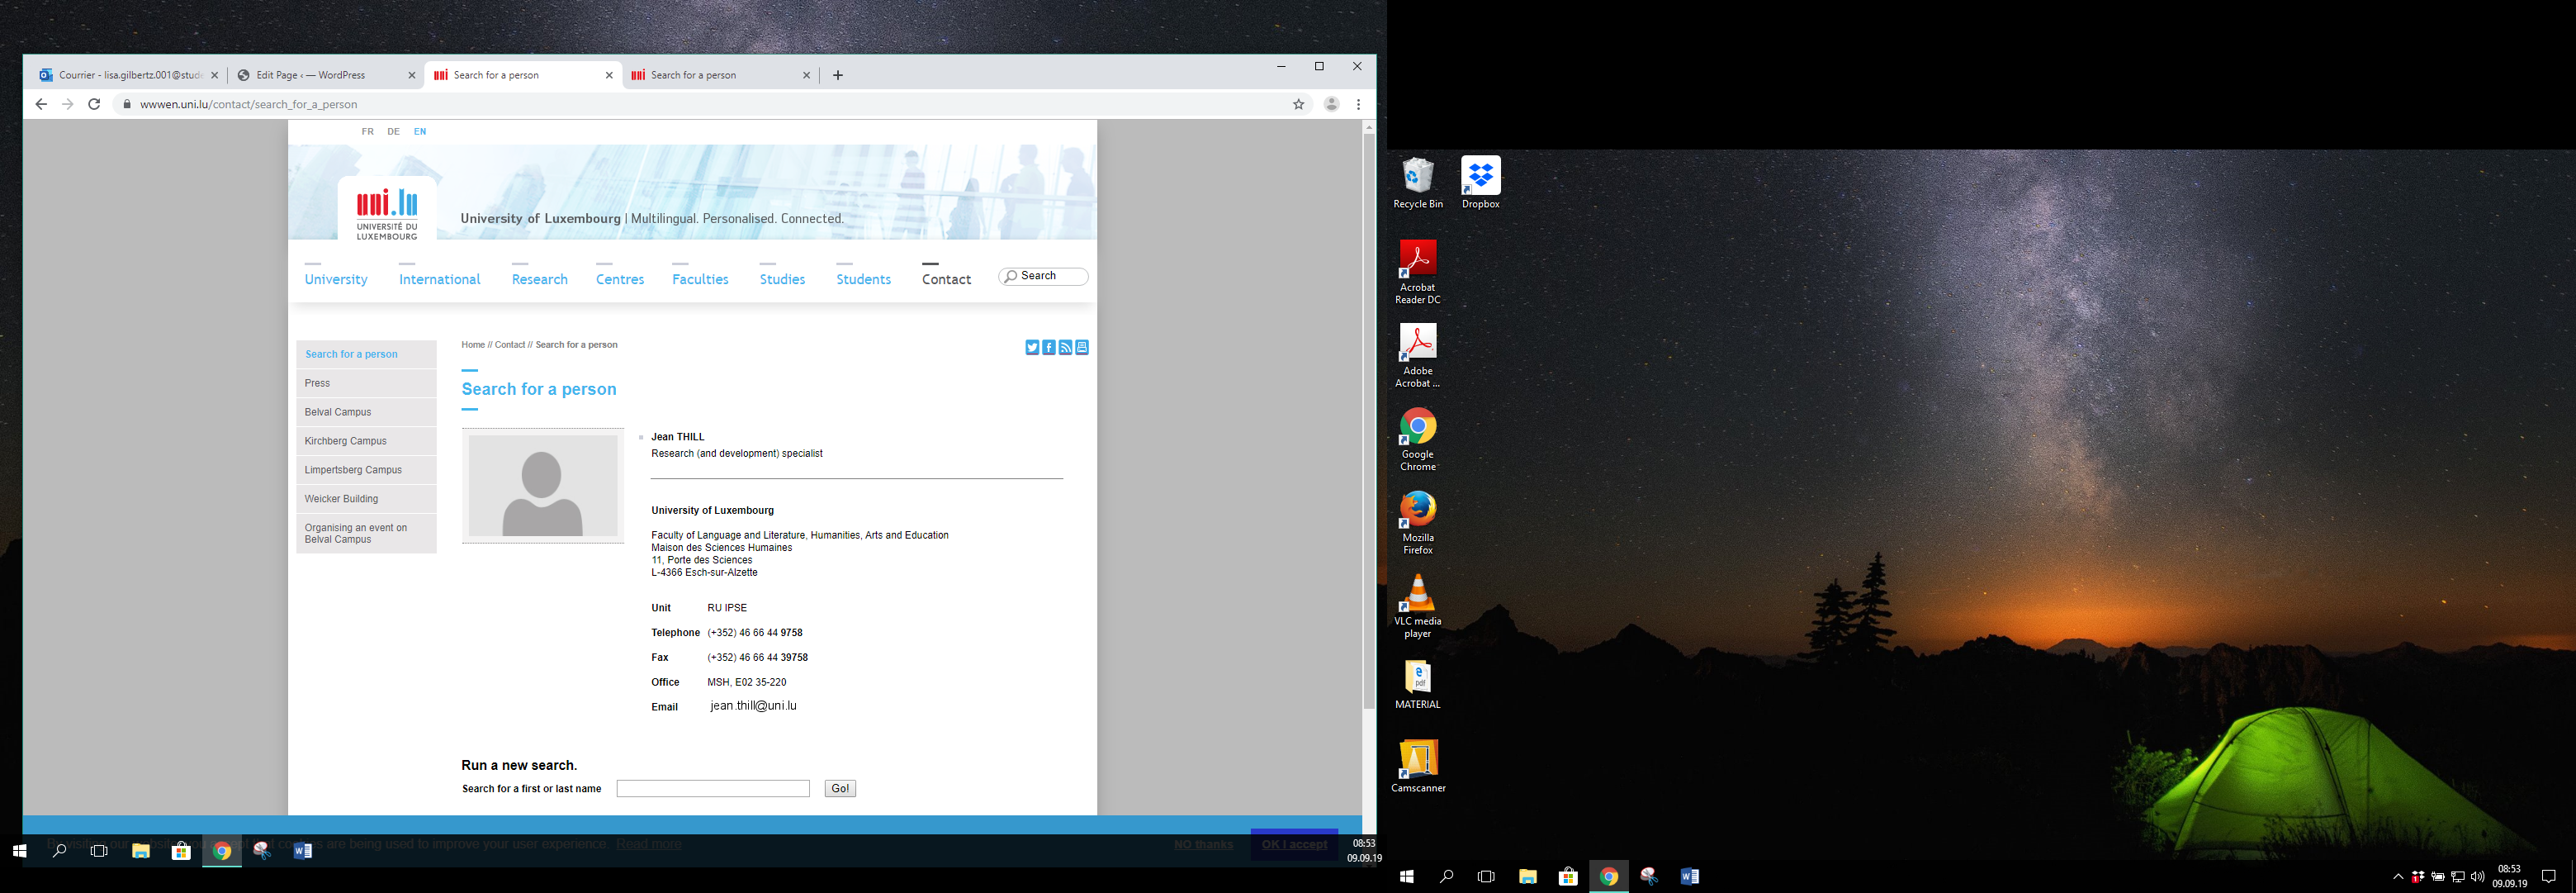 Courrier - lisa.gilbertz.001@stude
Edit Page ‹ — WordPress
Search for a person
Search for a person
wwwen.uni.lu/contact/search_for_a_person
FR DE EN
uni.lu
UNIVERSITÉ DU
LUXEMBOURG
University of Luxembourg | Multilingual. Personalised. Connected.
University International Research Centres Faculties Studies Students Contact Search
Search for a person
Press
Belval Campus
Kirchberg Campus
Limpertsberg Campus
Weicker Building
Organising an event on
Belval Campus
Home // Contact // Search for a person
Search for a person
Jean THILL
Research (and development) specialist
University of Luxembourg
Faculty of Language and Literature, Humanities, Arts and Education
Maison des Sciences Humaines
11, Porte des Sciences
L-4366 Esch-sur-Alzette
Unit RU IPSE
Telephone (+352) 46 66 44 9758
Fax (+352) 46 66 44 39758
Office MSH, E02 35-220
Email jean.thill@uni.lu
Run a new search.
Search for a first or last name Go!
are being used to improve your user experience. Read more
NO thanks OK I accept
08:53
09.09.19
Recycle Bin
Dropbox
Acrobat
Reader DC
Adobe
Acrobat ...
Google
Chrome
Mozilla
Firefox
VLC media
player
pdf
MATERIAL
Camscanner
08:53
09.09.19